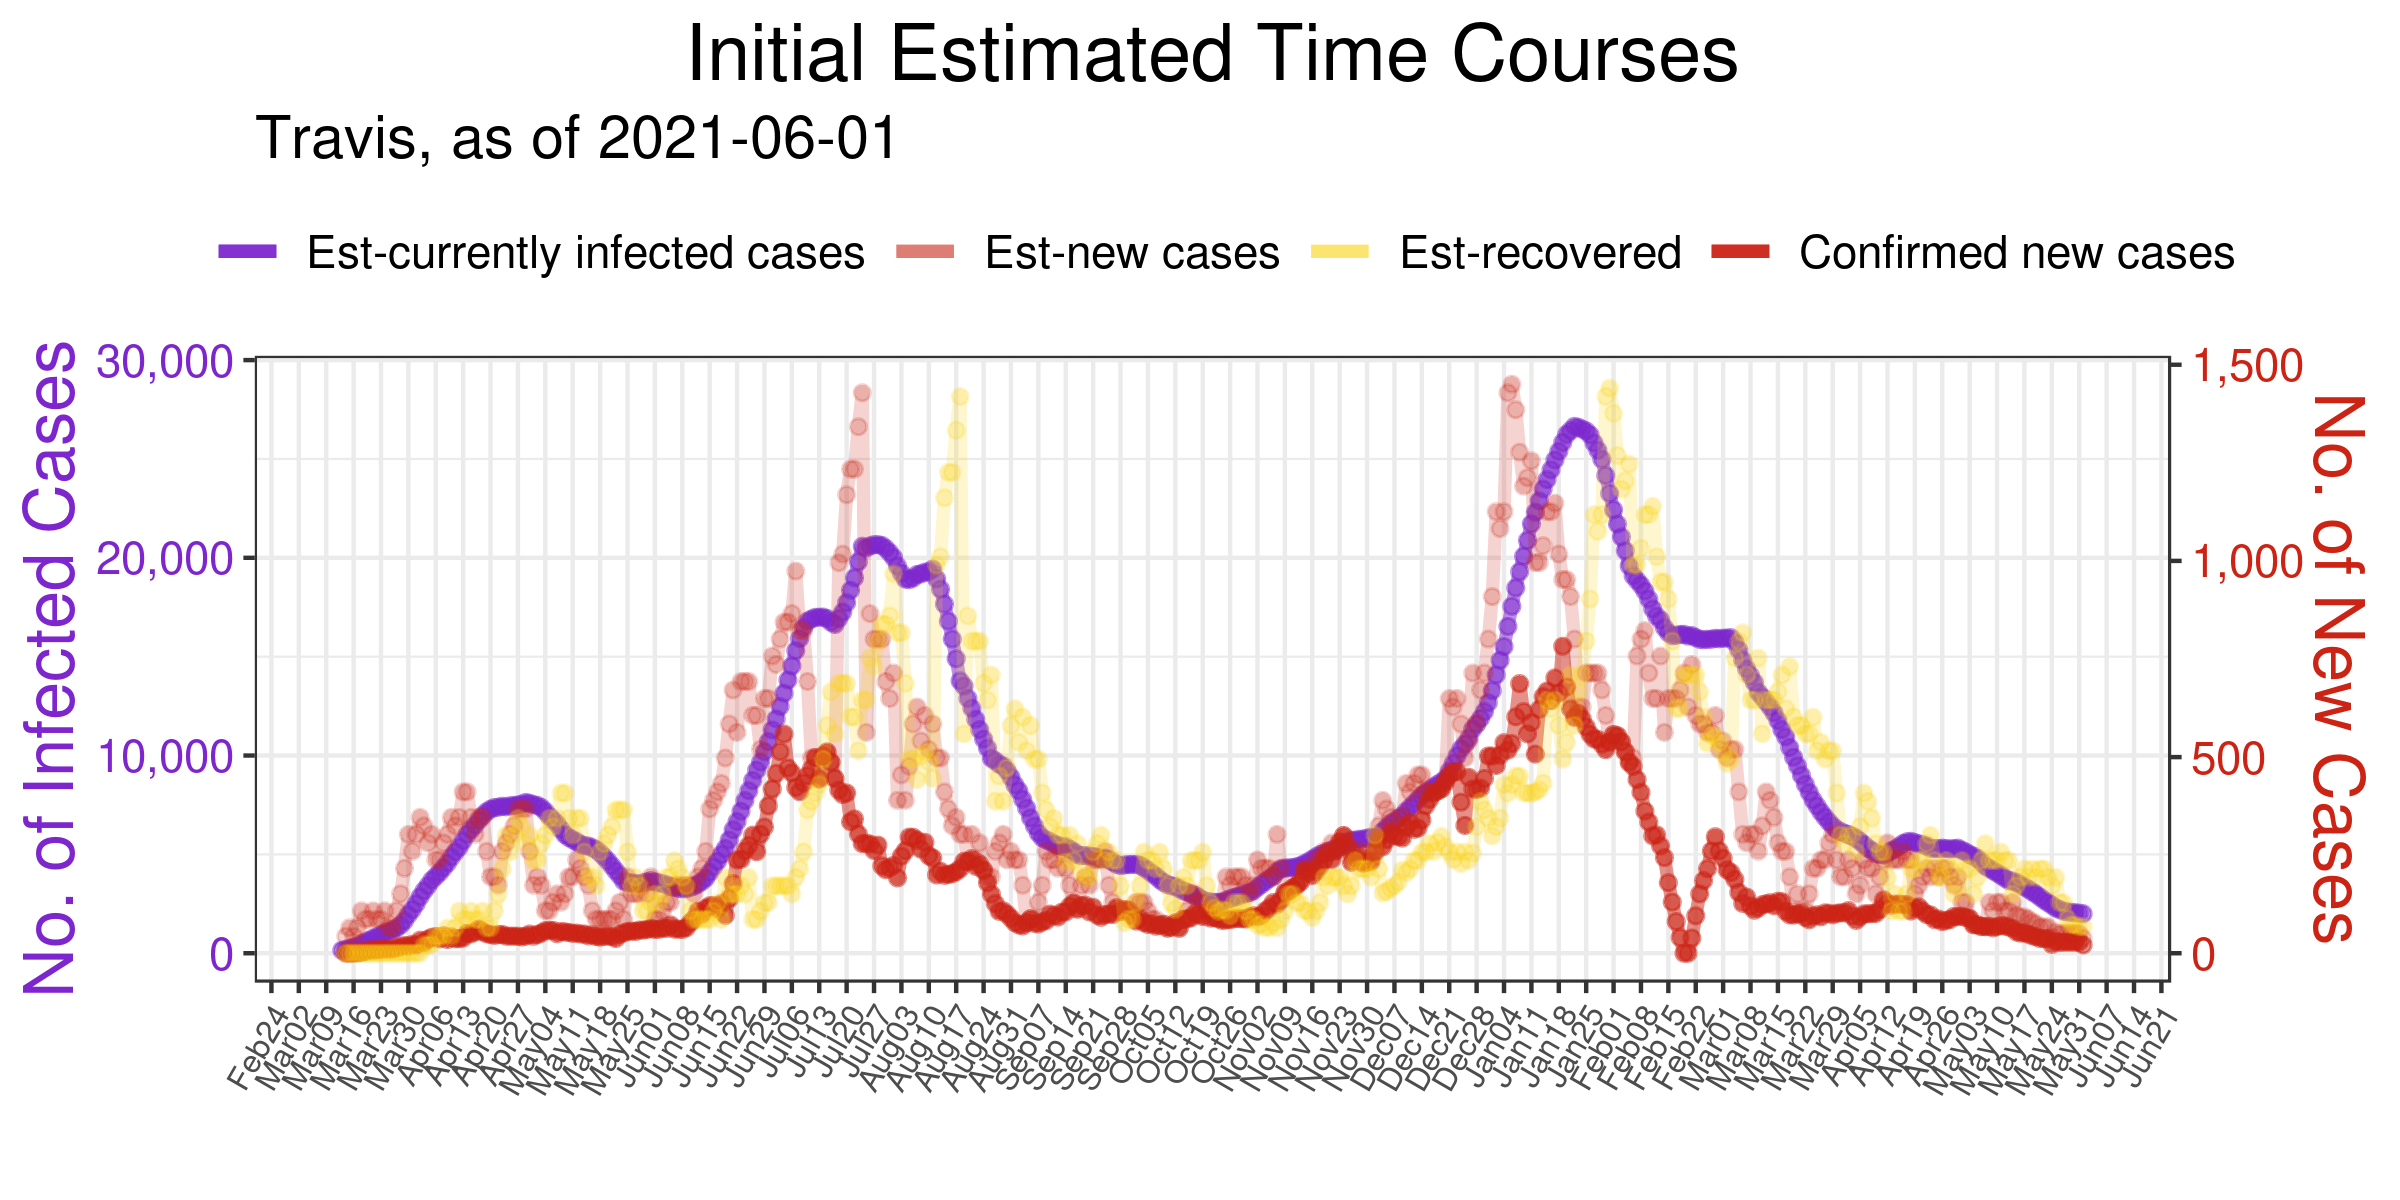 Initial Estimated Time Courses
Travis, as of 2021-06-01
Est-currently infected cases Est-new cases Est-recovered Confirmed new cases
No. of Infected Cases
30,000
20,000
10,000
0
1,500
1,000
500
0
No. of New Cases
Feb24
Mar02
Mar09
Mar16
Mar23
Mar30
Apr06
Apr13
Apr20
Apr27
May04
May11
May18
May25
Jun01
Jun08
Jun15
Jun22
Jun29
Jul06
Jul13
Jul20
Jul27
Aug03
Aug10
Aug17
Aug24
Aug31
Sep07
Sep14
Sep21
Sep28
Oct05
Oct12
Oct19
Oct26
Nov02
Nov09
Nov16
Nov23
Nov30
Dec07
Dec14
Dec21
Dec28
Jan04
Jan11
Jan18
Jan25
Feb01
Feb08
Feb15
Feb22
Mar01
Mar08
Mar15
Mar22
Mar29
Apr05
Apr12
Apr19
Apr26
May03
May10
May17
May24
May31
Jun07
Jun14
Jun21